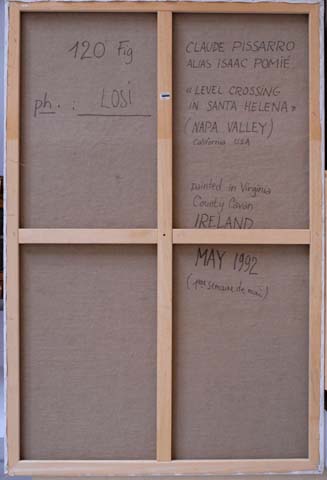 120 Fig
ph. : LOSI
CLAUDE PISSARRO
ALIAS ISAAC POMIÉ
« LEVEL CROSSING
IN SANTA HELENA »
(NAPA VALLEY)
California USA
painted in Virginia
County Cavan
IRELAND
MAY 1992
semaine de mai)